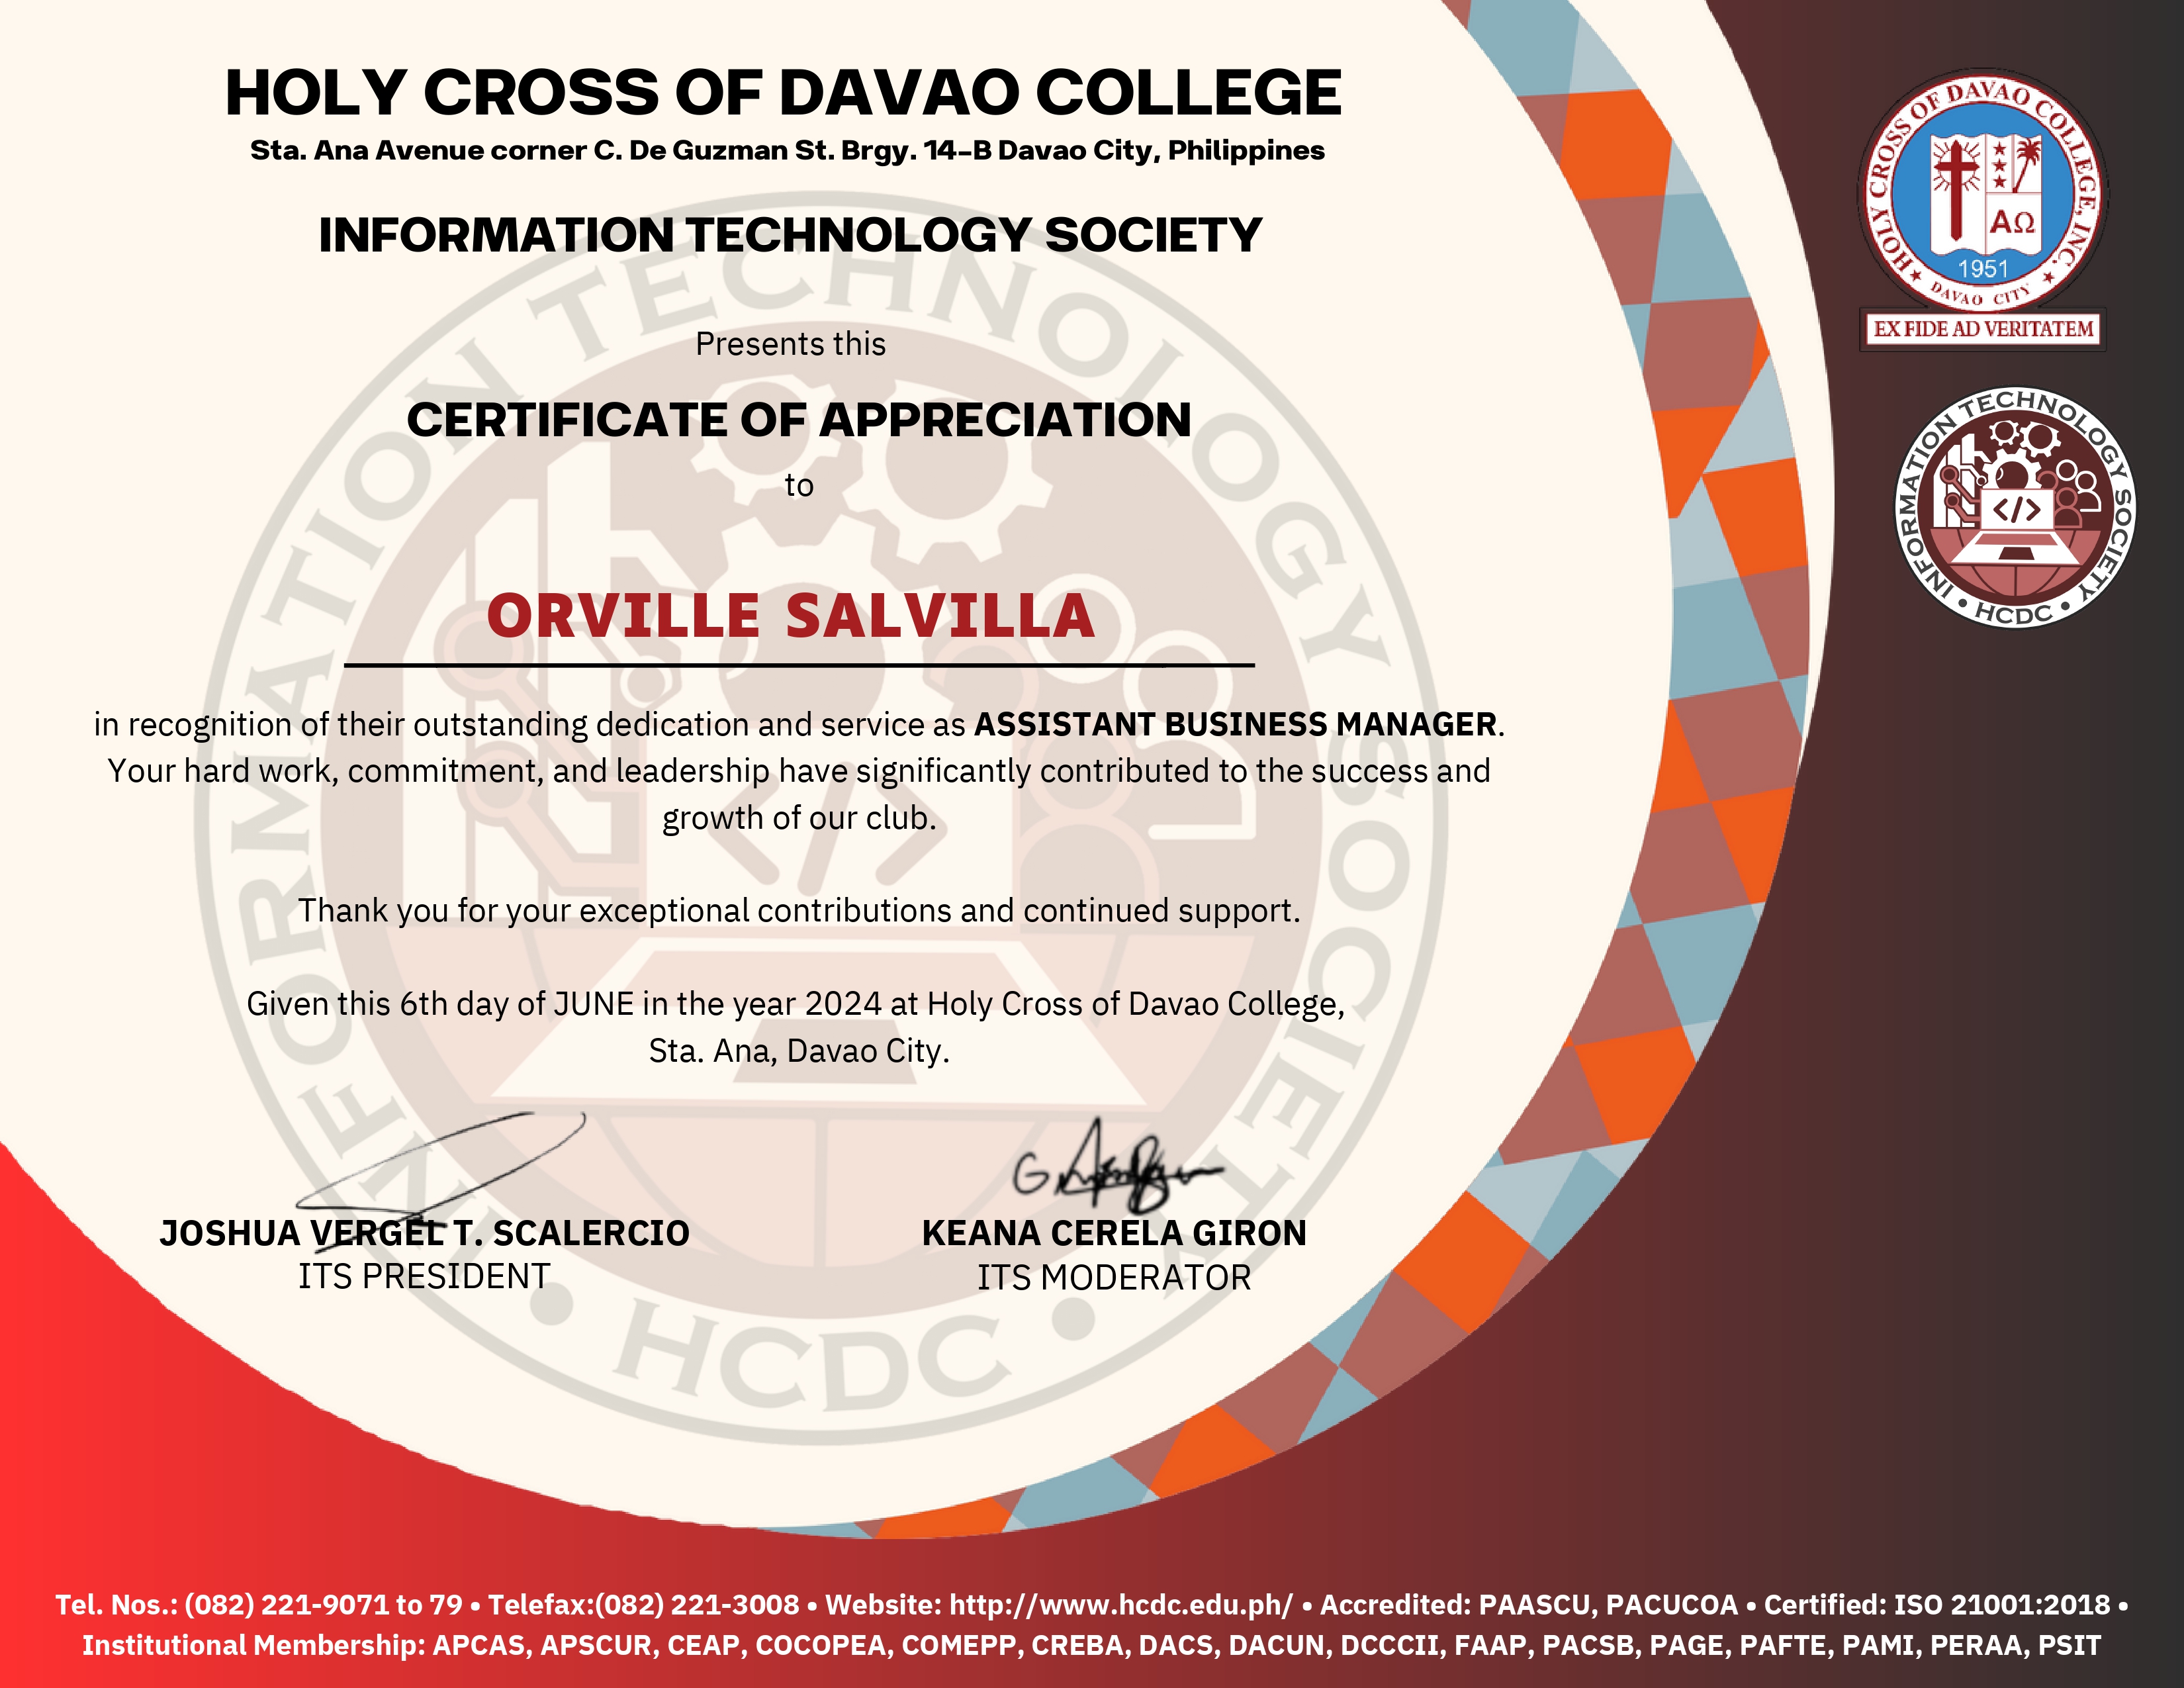 HOLY CROSS OF DAVAO COLLEGE
Sta. Ana Avenue corner C. De Guzman St. Brgy. 14-B Davao City, Philippines
INFORMATION TECHNOLOGY SOCIETY
Presents this
CERTIFICATE OF APPRECIATION
to
ORVILLE SALVILLA
in recognition of their outstanding dedication and service as ASSISTANT BUSINESS MANAGER.
Your hard work, commitment, and leadership have significantly contributed to the success and
growth of our club.
Thank you for your exceptional contributions and continued support.
Given this 6th day of JUNE in the year 2024 at Holy Cross of Davao College,
Sta. Ana, Davao City.
JOSHUA VERGEL T. SCALERCIO
ITS PRESIDENT
KEANA CERELA GIRON
ITS MODERATOR
INFORMATION TECHNOLOGY SOCIETY
• HCDC •
HOLY CROSS OF DAVAO COLLEGE, INC.
ΑΩ
1951
DAVAO CITY
EX FIDE AD VERITATEM
INFORMATION TECHNOLOGY SOCIETY
</>
• HCDC •
Tel. Nos.: (082) 221-9071 to 79 • Telefax:(082) 221-3008 • Website: http://www.hcdc.edu.ph/ • Accredited: PAASCU, PACUCOA • Certified: ISO 21001:2018 •
Institutional Membership: APCAS, APSCUR, CEAP, COCOPEA, COMEPP, CREBA, DACS, DACUN, DCCCII, FAAP, PACSB, PAGE, PAFTE, PAMI, PERAA, PSIT